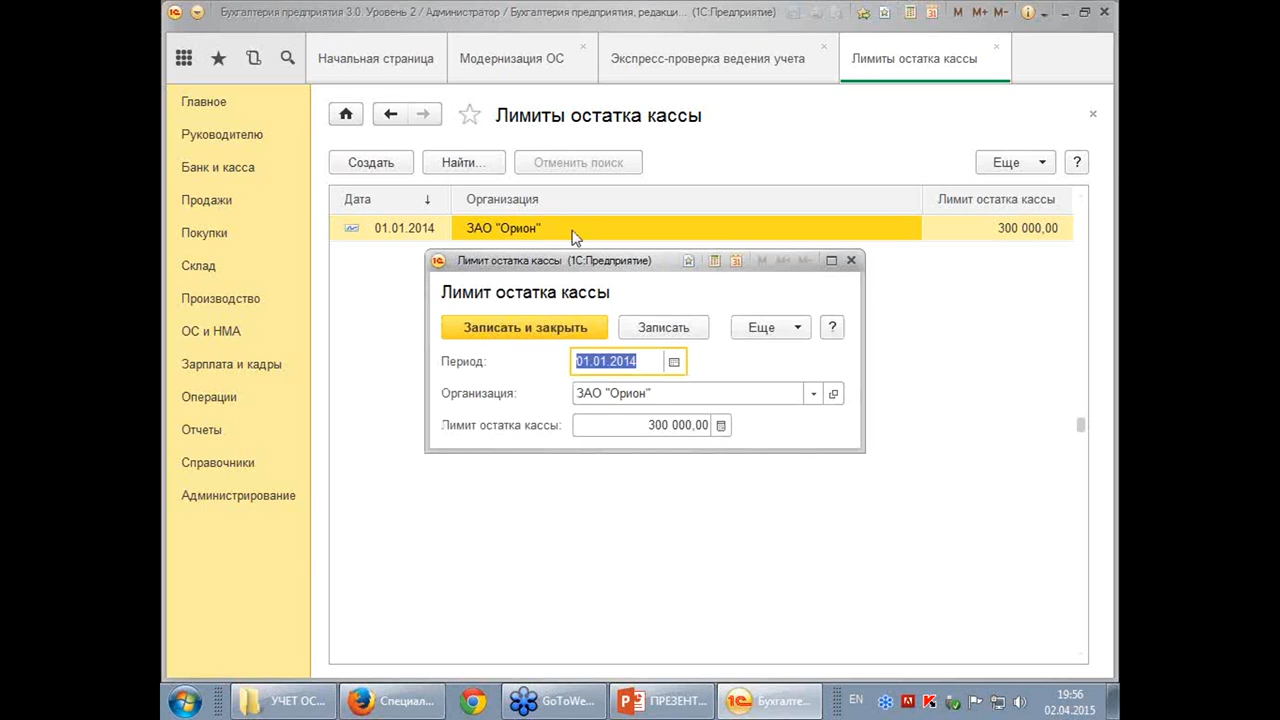 Бухгалтерия предприятия 3.0. Уровень 2 / Администратор / Бухгалтерия предприятия, редакци... (1С:Предприятие)
M M+ M-
Начальная страница
Модернизация ОС
Экспресс-проверка ведения учета
Лимиты остатка кассы
Главное
Руководителю
Банк и касса
Продажи
Покупки
Склад
Производство
ОС и НМА
Зарплата и кадры
Операции
Отчеты
Справочники
Администрирование
Лимиты остатка кассы
Создать
Найти...
Отменить поиск
Еще
?
Дата
Организация
Лимит остатка кассы
01.01.2014
ЗАО "Орион"
300 000,00
Лимит остатка кассы (1С:Предприятие)
M M+ M-
Лимит остатка кассы
Записать и закрыть
Записать
Еще
?
Период: 01.01.2014
Организация: ЗАО "Орион"
Лимит остатка кассы: 300 000,00
УЧЕТ ОС...
Специал...
GoToWe...
ПРЕЗЕНТ...
Бухгалте...
EN
19:56
02.04.2015